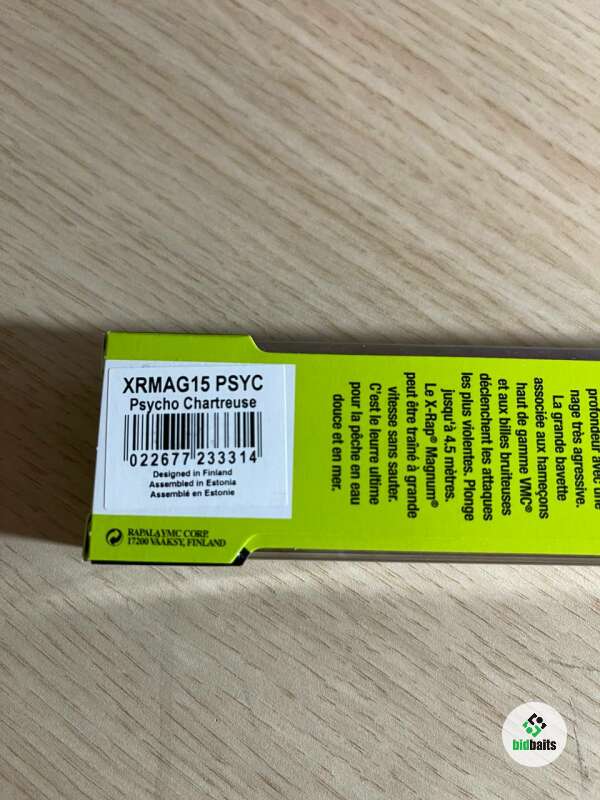 XRMAG15 PSYC
Psycho Chartreuse
022677 233314
Designed in Finland
Assembled in Estonia
Assemblé en Estonie
RAPALA VMC CORP.
17200 VÄÄKSY, FINLAND
profondeur avec une
nage très agressive.
La grande bavette
associée aux hameçons
haut de gamme VMC®
et aux billes bruiteuses
déclenchent les attaques
les plus violentes. Plonge
jusqu'à 4.5 mètres.
Le X-Rap® Magnum®
peut être traîné à grande
vitesse sans sauter.
C'est le leurre ultime
pour la pêche en eau
douce et en mer.
bidbaits